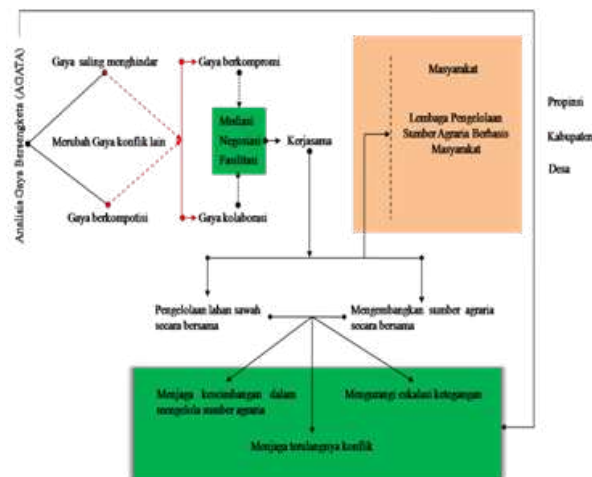 Analisis Gaya Bersengketa (AGATA)
Gaya saling menghindar
Merubah Gaya konflik lain
Gaya berkompotisi
Gaya berkompromi
Mediasi
Negosiasi
Fasilitasi
Gaya kolaborasi
Kerjasama
Masyarakat
Lembaga Pengelolaan
Sumber Agraria Berbasis
Masyarakat
Propinsi
Kabupaten
Desa
Pengelolaan lahan sawah
secara bersama
Mengembangkan sumber agraria
secara bersama
Menjaga keseimbangan dalam
mengelola sumber agraria
Mengurangi eskalasi ketegangan
Menjaga terulangnya konflik